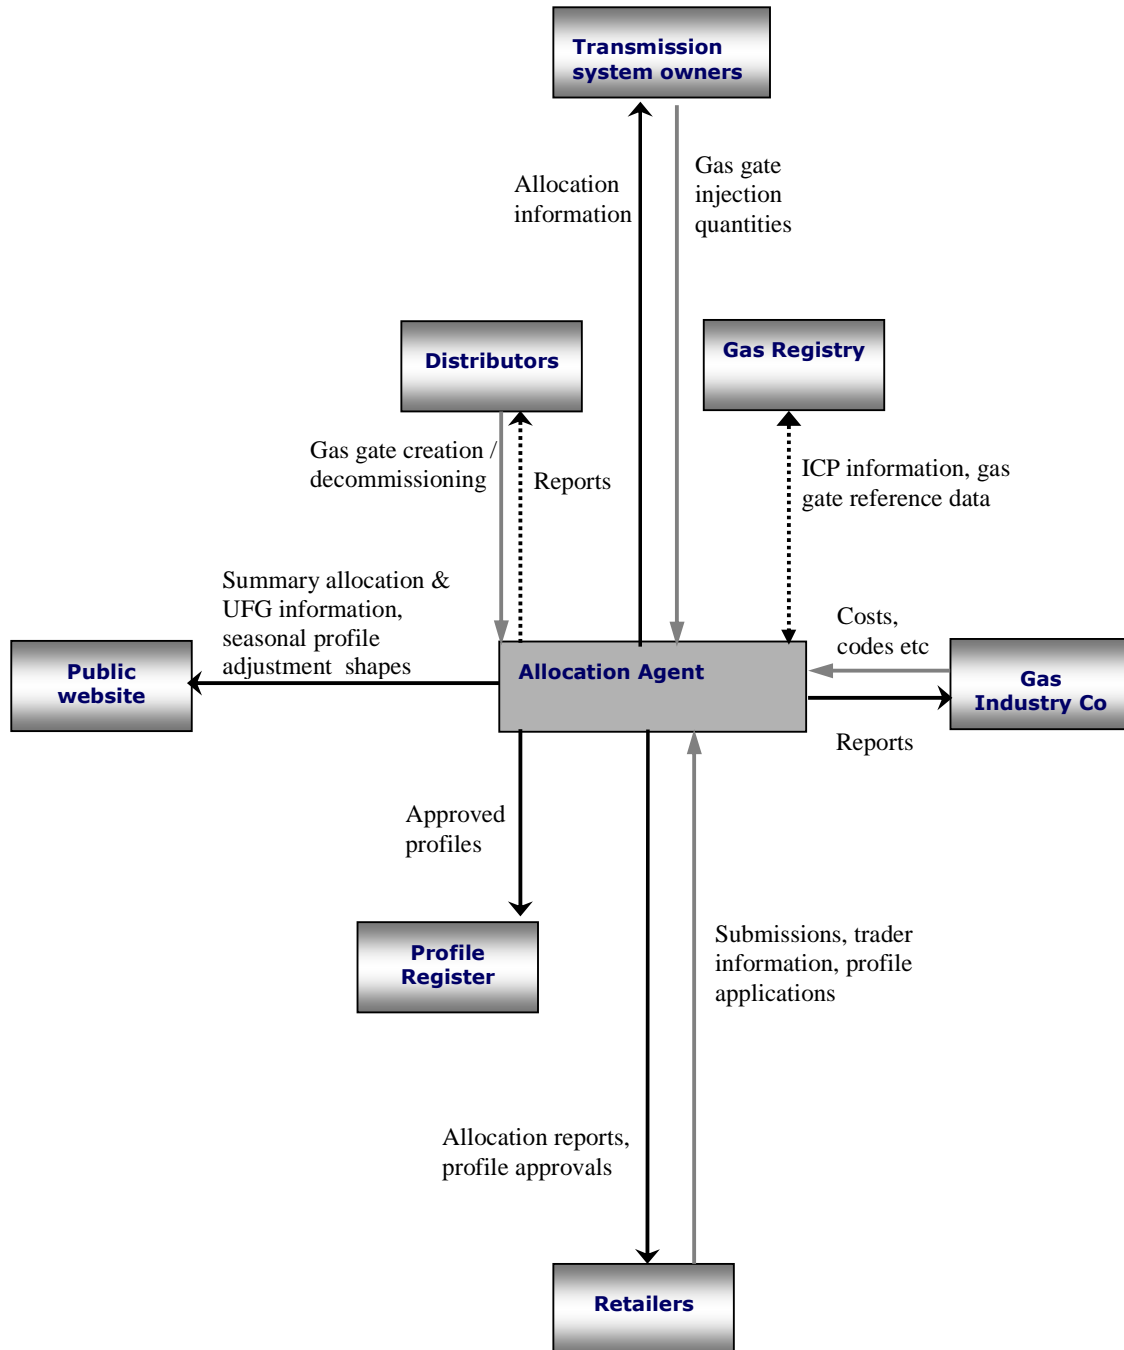 Transmission
system owners
Allocation
information
Gas gate
injection
quantities
Distributors
Gas Registry
Gas gate creation /
decommissioning
Reports
ICP information, gas
gate reference data
Summary allocation &
UFG information,
seasonal profile
adjustment shapes
Costs,
codes etc
Public
website
Allocation Agent
Gas
Industry Co
Reports
Approved
profiles
Profile
Register
Submissions, trader
information, profile
applications
Allocation reports,
profile approvals
Retailers